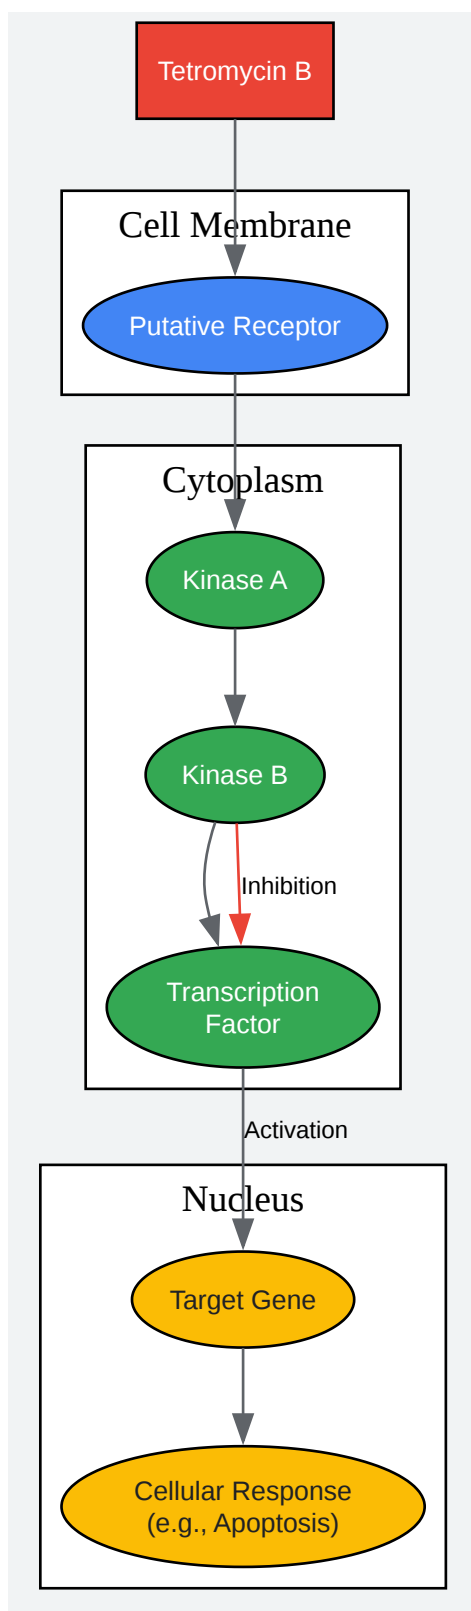 Tetromycin B
Cell Membrane
Putative Receptor
Cytoplasm
Kinase A
Kinase B
Inhibition
Transcription
Factor
Activation
Nucleus
Target Gene
Cellular Response
(e.g., Apoptosis)